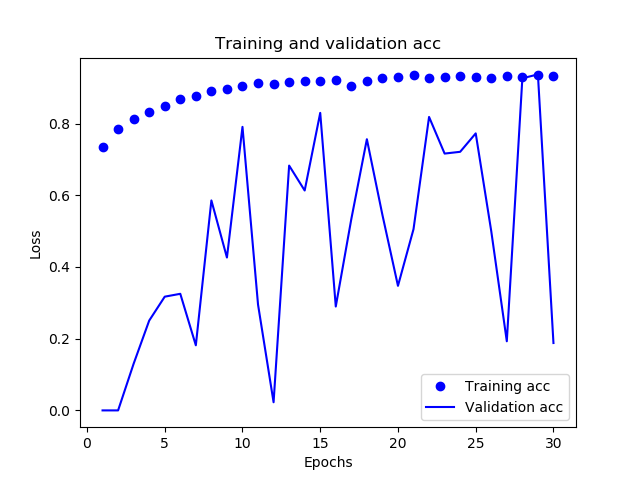 Training and validation acc
Loss
0.8
0.6
0.4
0.2
0.0
0 5 10 15 20 25 30
Epochs
Training acc
Validation acc